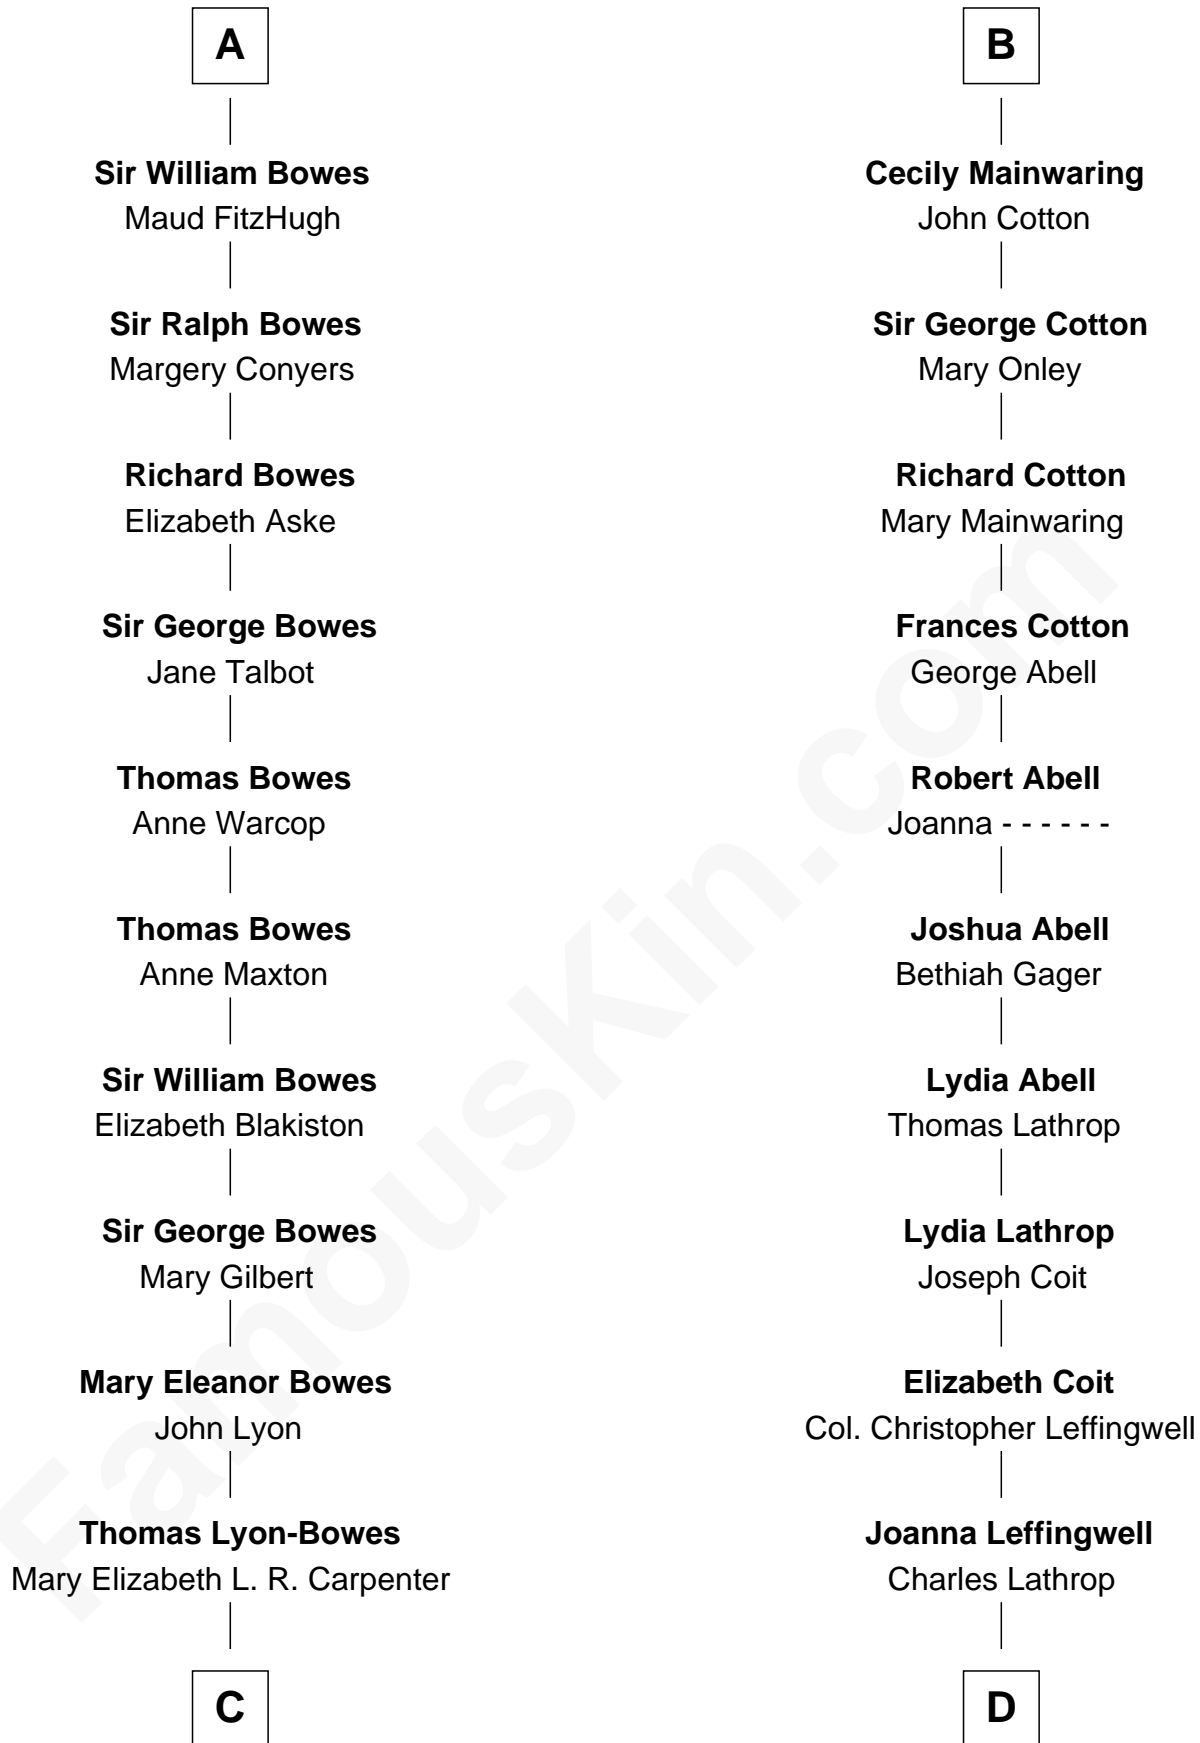 A
Sir William Bowes
Maud FitzHugh
Sir Ralph Bowes
Margery Conyers
Richard Bowes
Elizabeth Aske
Sir George Bowes
Jane Talbot
Thomas Bowes
Anne Warcop
Thomas Bowes
Anne Maxton
Sir William Bowes
Elizabeth Blakiston
Sir George Bowes
Mary Gilbert
Mary Eleanor Bowes
John Lyon
Thomas Lyon-Bowes
Mary Elizabeth L. R. Carpenter
C
B
Cecily Mainwaring
John Cotton
Sir George Cotton
Mary Onley
Richard Cotton
Mary Mainwaring
Frances Cotton
George Abell
Robert Abell
Joanna - - - - - -
Joshua Abell
Bethiah Gager
Lydia Abell
Thomas Lathrop
Lydia Lathrop
Joseph Coit
Elizabeth Coit
Col. Christopher Leffingwell
Joanna Leffingwell
Charles Lathrop
D
FamousKin.com